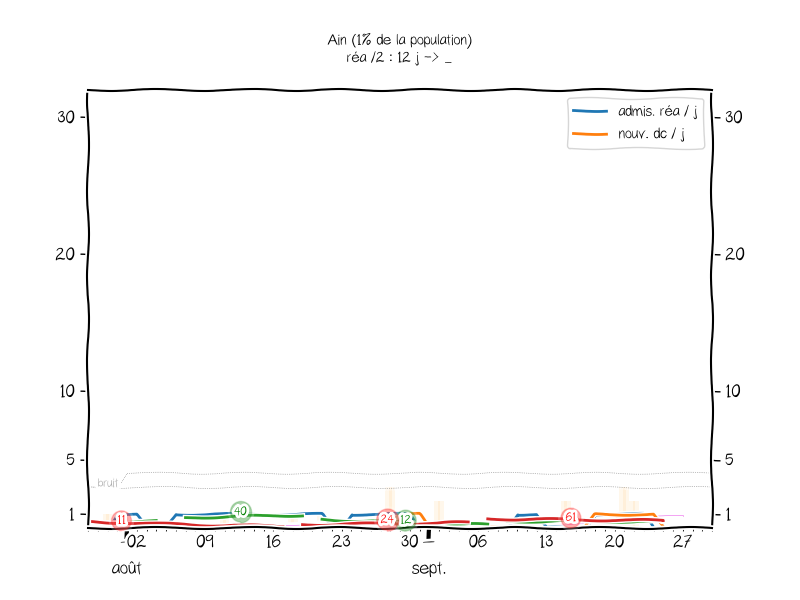 Ain (1% de la population)
réa /2 : 12 j -> _
30
20
10
5
1
admis. réa / j
nouv. dc / j
30
20
10
5
1
bruit
11
40
24
12
61
02 09 16 23 30 06 13 20 27
août sept.